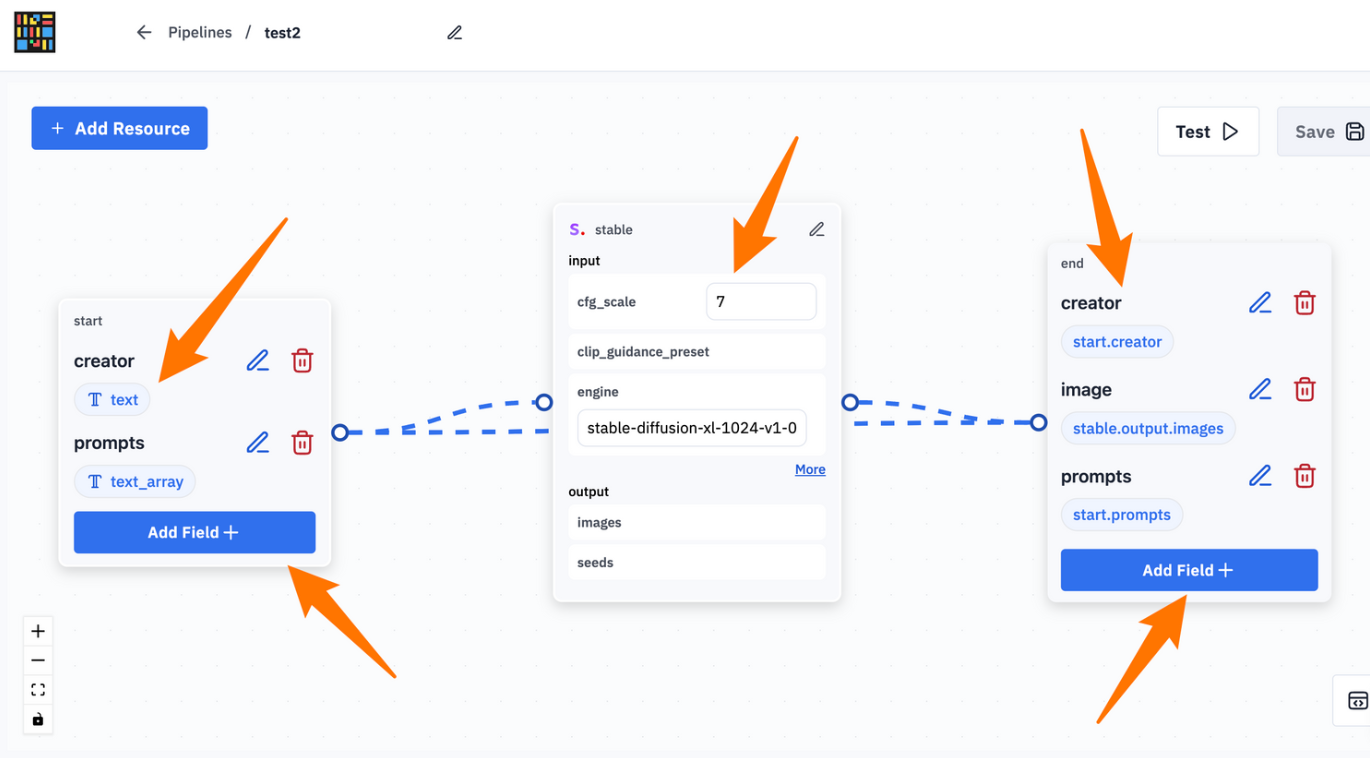 Pipelines / test2
+ Add Resource
Test
Save
start
creator
T text
prompts
T text_array
Add Field +
S. stable
input
cfg_scale
7
clip_guidance_preset
engine
stable-diffusion-xl-1024-v1-0
More
output
images
seeds
end
creator
start.creator
image
stable.output.images
prompts
start.prompts
Add Field +